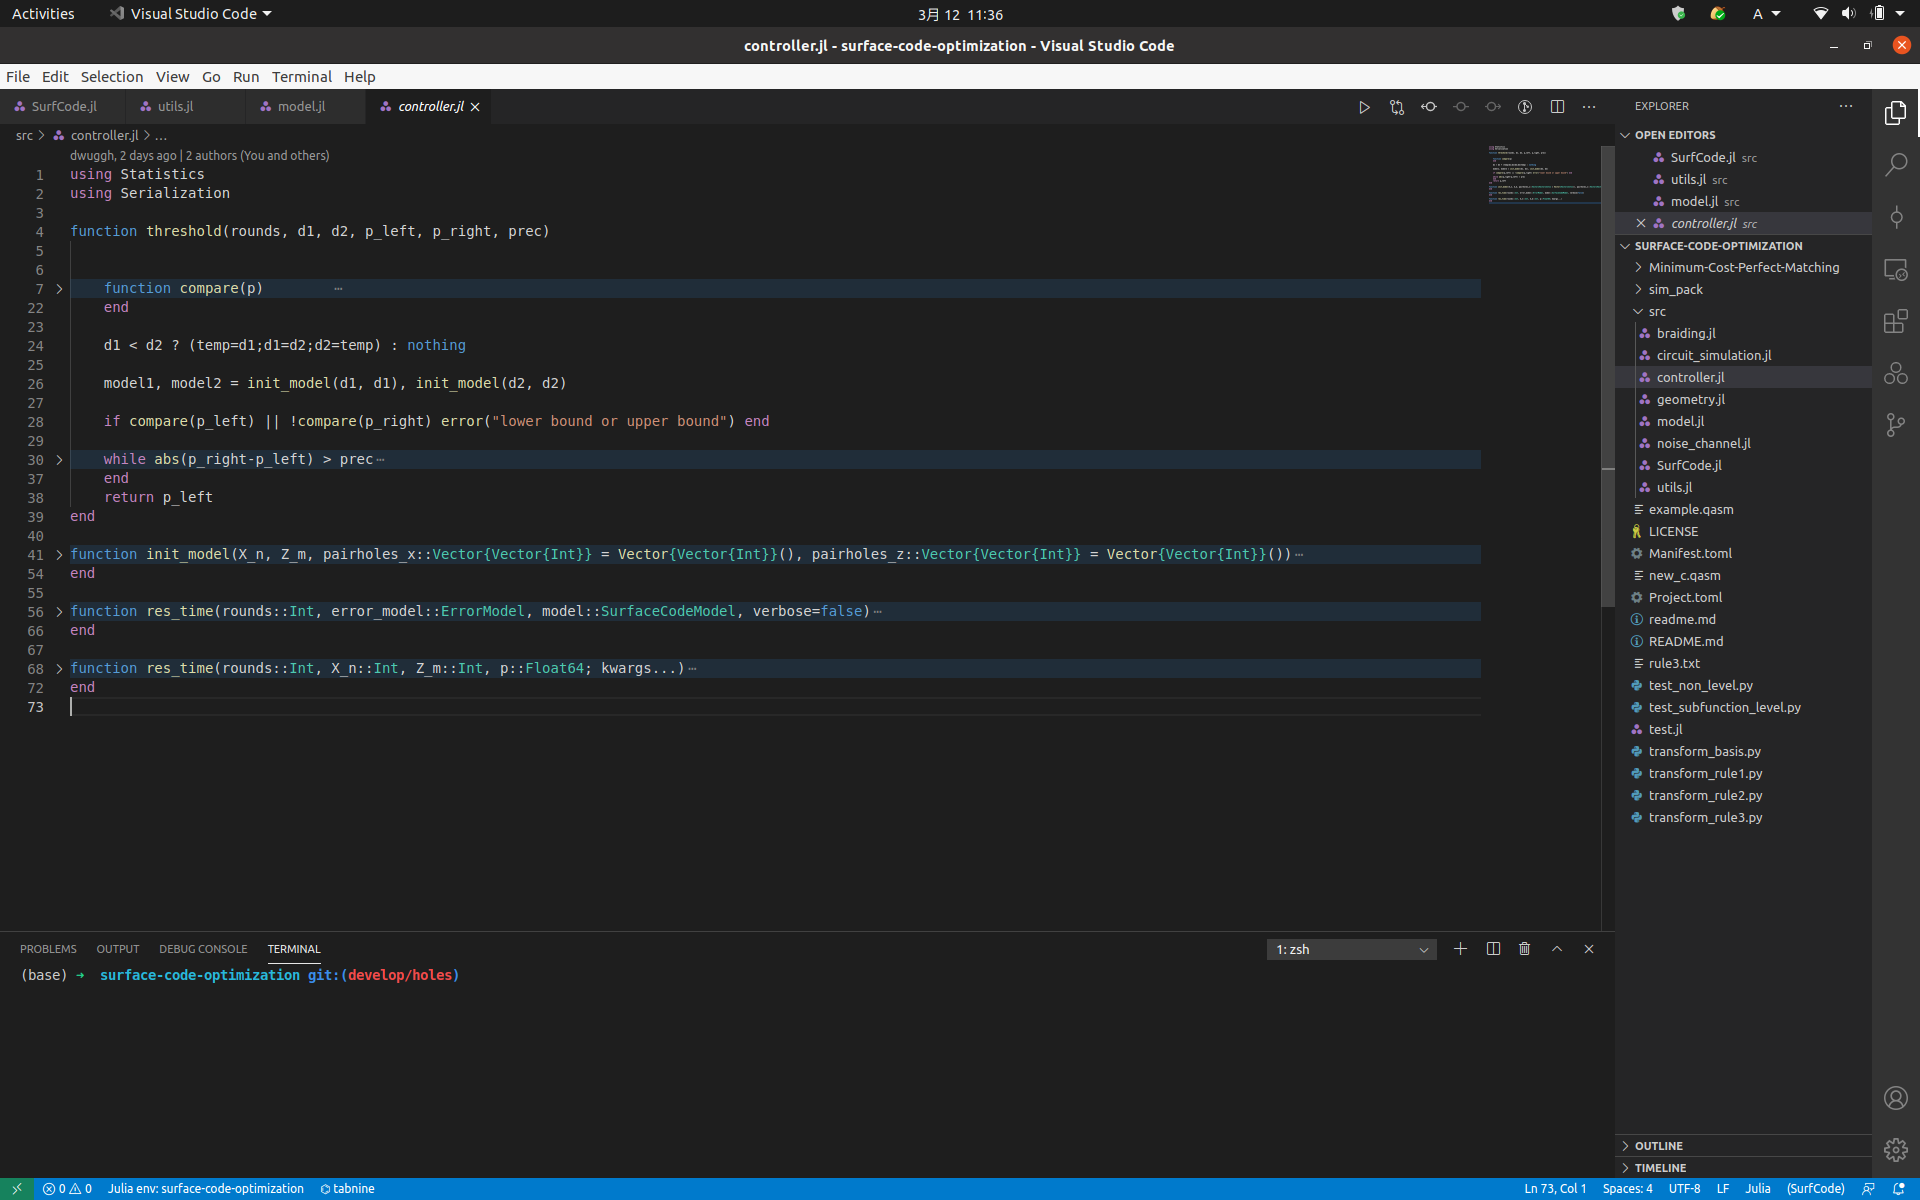 Activities
Visual Studio Code
3月 12 11:36
A
controller.jl - surface-code-optimization - Visual Studio Code
File Edit Selection View Go Run Terminal Help
SurfCode.jl
utils.jl
model.jl
controller.jl
src > controller.jl > ...
dwuggh, 2 days ago | 2 authors (You and others)
1 using Statistics
2 using Serialization
3
4 function threshold(rounds, d1, d2, p_left, p_right, prec)
5
6
7 function compare(p) ⋯
22 end
23
24 d1 < d2 ? (temp=d1;d1=d2;d2=temp) : nothing
25
26 model1, model2 = init_model(d1, d1), init_model(d2, d2)
27
28 if compare(p_left) || !compare(p_right) error("lower bound or upper bound") end
29
30 while abs(p_right-p_left) > prec⋯
37 end
38 return p_left
39 end
40
41 function init_model(X_n, Z_m, pairholes_x::Vector{Vector{Int}} = Vector{Vector{Int}}(), pairholes_z::Vector{Vector{Int}} = Vector{Vector{Int}}())⋯
54 end
55
56 function res_time(rounds::Int, error_model::ErrorModel, model::SurfaceCodeModel, verbose=false)⋯
66 end
67
68 function res_time(rounds::Int, X_n::Int, Z_m::Int, p::Float64; kwargs...)⋯
72 end
73
EXPLORER
OPEN EDITORS
SurfCode.jl src
utils.jl src
model.jl src
controller.jl src
SURFACE-CODE-OPTIMIZATION
Minimum-Cost-Perfect-Matching
sim_pack
src
braiding.jl
circuit_simulation.jl
controller.jl
geometry.jl
model.jl
noise_channel.jl
SurfCode.jl
utils.jl
example.qasm
LICENSE
Manifest.toml
new_c.qasm
Project.toml
readme.md
README.md
rule3.txt
test_non_level.py
test_subfunction_level.py
test.jl
transform_basis.py
transform_rule1.py
transform_rule2.py
transform_rule3.py
OUTLINE
TIMELINE
PROBLEMS OUTPUT DEBUG CONSOLE TERMINAL
1: zsh
(base) ➜ surface-code-optimization git:(develop/holes)
0 0 Julia env: surface-code-optimization tabnine
Ln 73, Col 1 Spaces: 4 UTF-8 LF Julia (SurfCode)